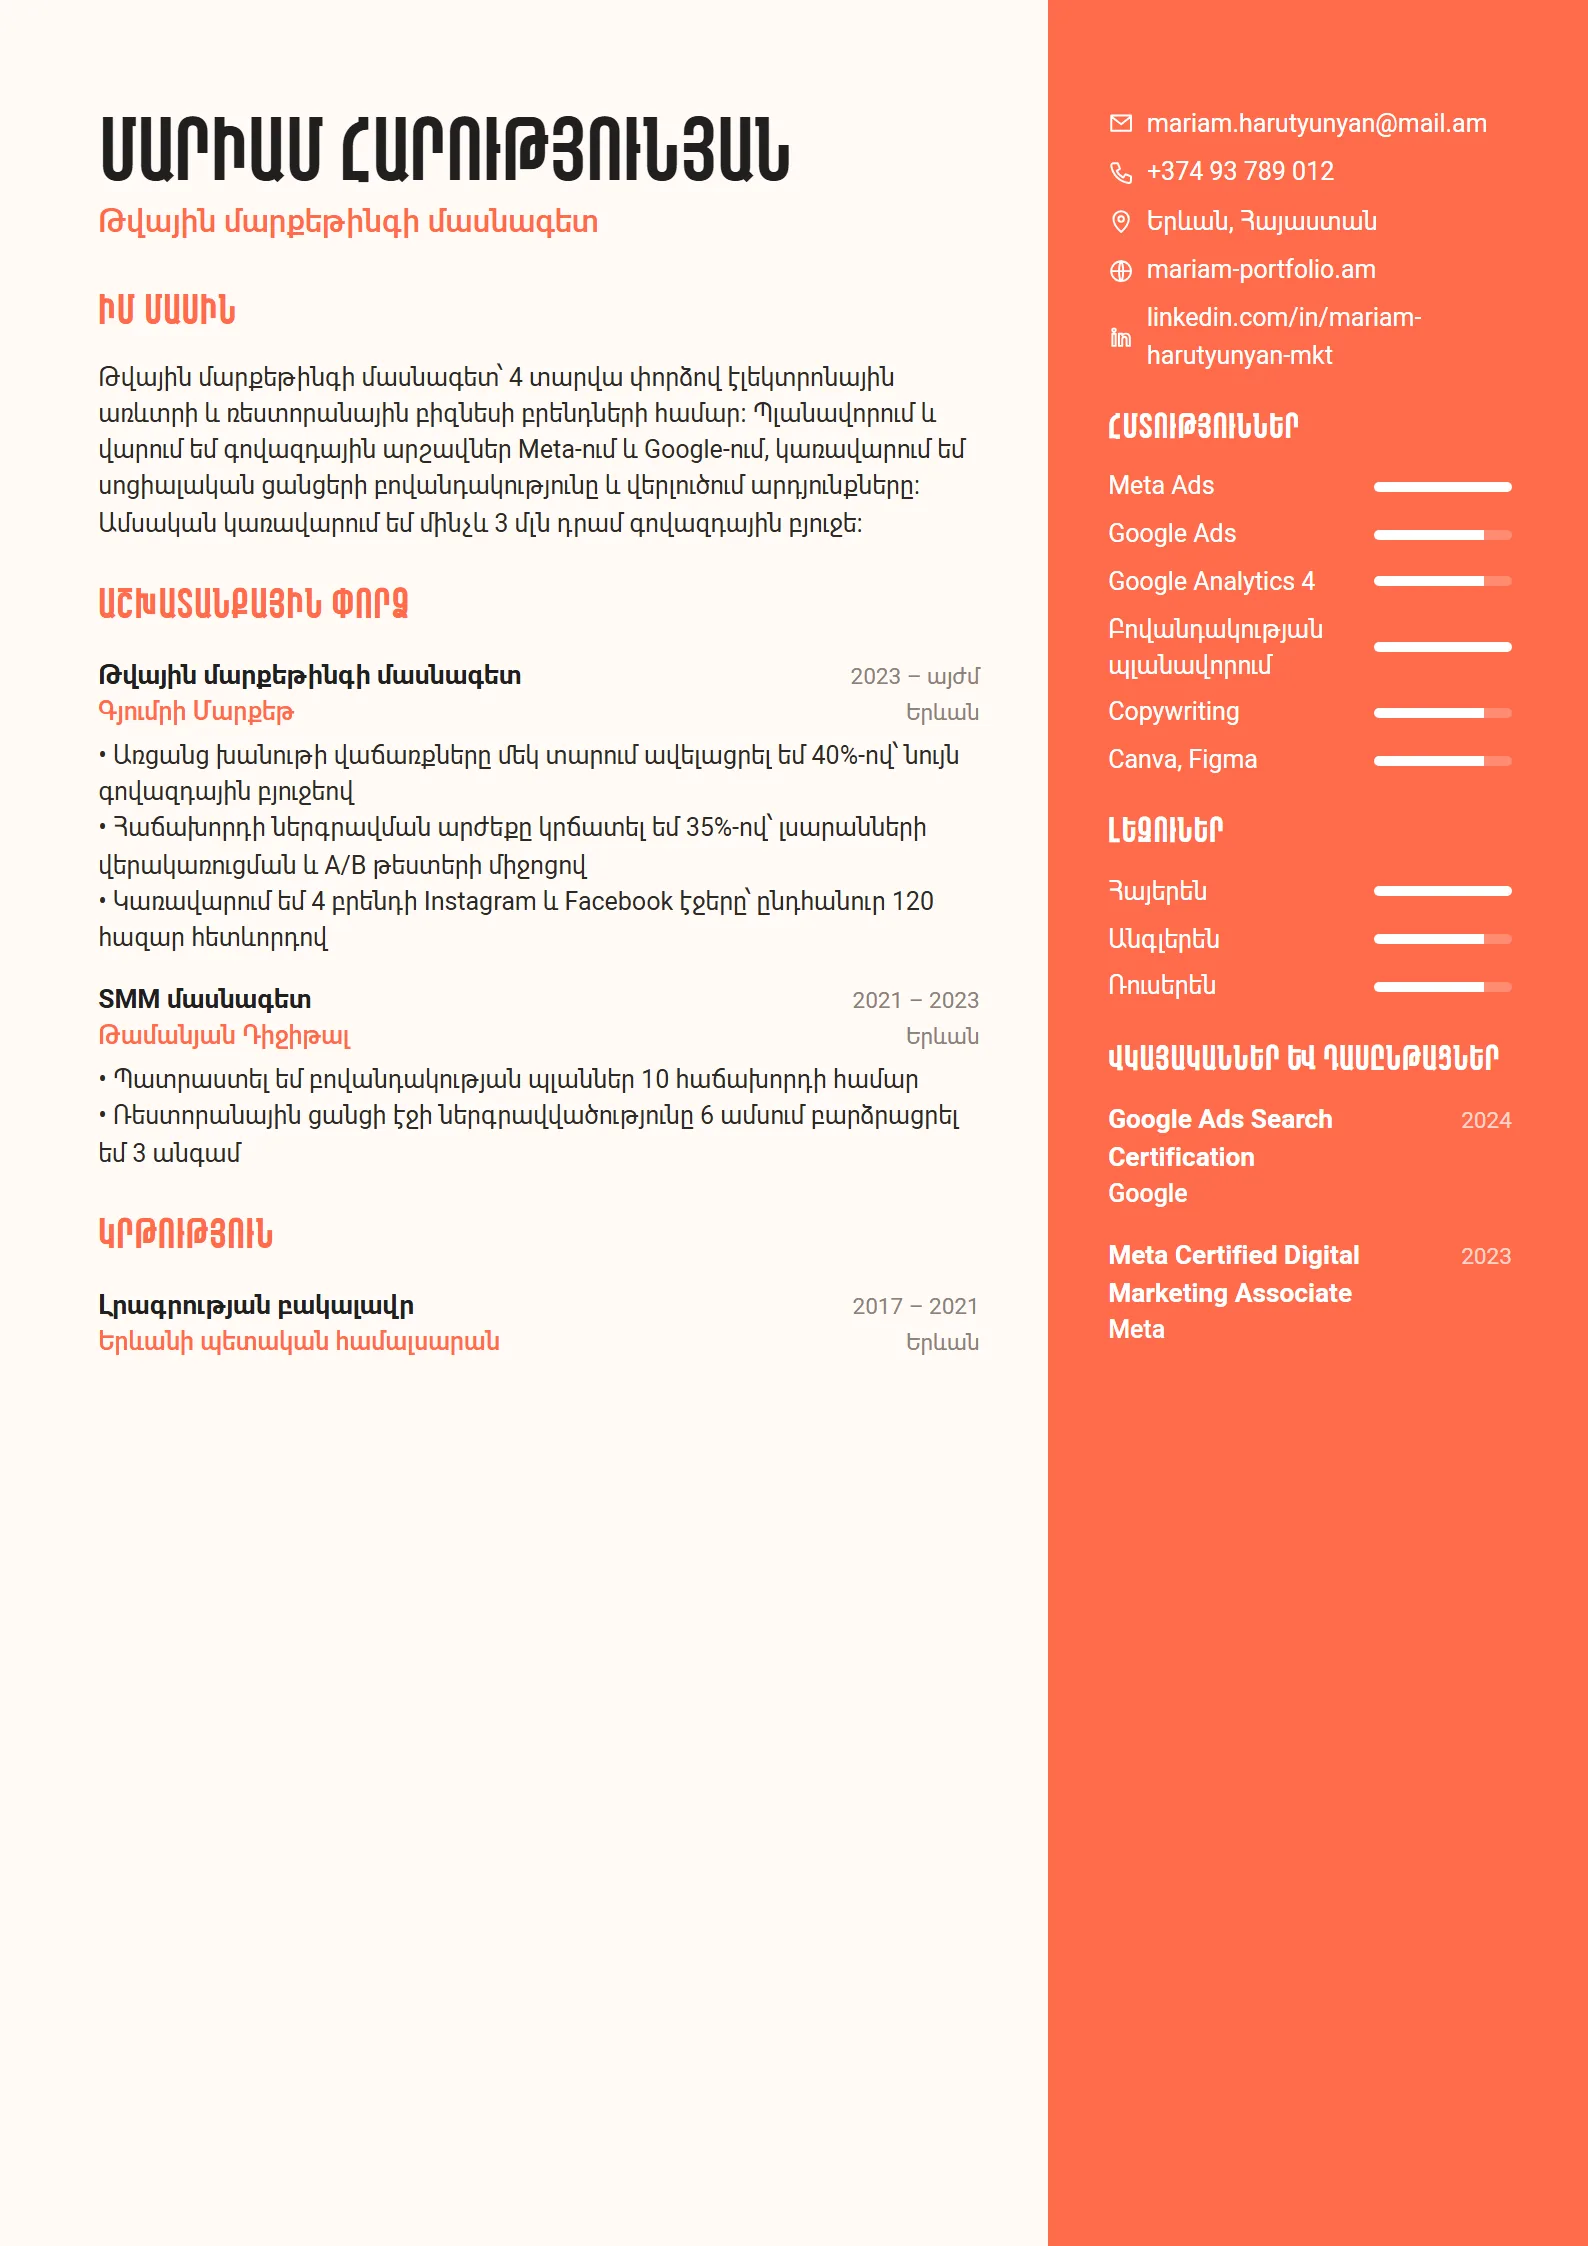 ՄԱՐԻԱՄ ՀԱՐՈՒԹՅՈՒՆՅԱՆ
Թվային մարքեթինգի մասնագետ
ԻՄ ՄԱՍԻՆ
Թվային մարքեթինգի մասնագետ՝ 4 տարվա փորձով էլեկտրոնային
առևտրի և ռեստորանային բիզնեսի բրենդների համար: Պլանավորում և
վարում եմ գովազդային արշավներ Meta-ում և Google-ում, կառավարում եմ
սոցիալական ցանցերի բովանդակությունը և վերլուծում արդյունքները:
Ամսական կառավարում եմ մինչև 3 մլն դրամ գովազդային բյուջե:
ԱՇԽԱՏԱՆՔԱՅԻՆ ՓՈՐՁ
Թվային մարքեթինգի մասնագետ 2023 – այժմ
Գյումրի Մարքեթ Երևան
• Առցանց խանութի վաճառքները մեկ տարում ավելացրել եմ 40%-ով՝ նույն
գովազդային բյուջեով
• Հաճախորդի ներգրավման արժեքը կրճատել եմ 35%-ով՝ լսարանների
վերակառուցման և A/B թեստերի միջոցով
• Կառավարում եմ 4 բրենդի Instagram և Facebook էջերը՝ ընդհանուր 120
հազար հետևորդով
SMM մասնագետ 2021 – 2023
Թամանյան Դիջիթալ Երևան
• Պատրաստել եմ բովանդակության պլաններ 10 հաճախորդի համար
• Ռեստորանային ցանցի էջի ներգրավվածությունը 6 ամսում բարձրացրել
եմ 3 անգամ
ԿՐԹՈՒԹՅՈՒՆ
Լրագրության բակալավր 2017 – 2021
Երևանի պետական համալսարան Երևան
mariam.harutyunyan@mail.am
+374 93 789 012
Երևան, Հայաստան
mariam-portfolio.am
linkedin.com/in/mariam-
harutyunyan-mkt
ՀՄՏՈՒԹՅՈՒՆՆԵՐ
Meta Ads
Google Ads
Google Analytics 4
Բովանդակության
պլանավորում
Copywriting
Canva, Figma
ԼԵԶՈՒՆԵՐ
Հայերեն
Անգլերեն
Ռուսերեն
ՎԿԱՅԱԿԱՆՆԵՐ ԵՎ ԴԱՍԸՆԹԱՑՆԵՐ
Google Ads Search 2024
Certification
Google
Meta Certified Digital 2023
Marketing Associate
Meta